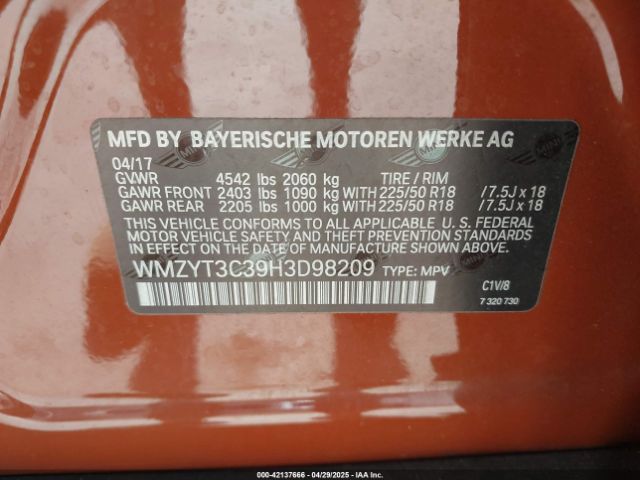 MFD BY BAYERISCHE MOTOREN WERKE AG
04/17
GVWR 4542 lbs 2060 kg TIRE / RIM
GAWR FRONT 2403 lbs 1090 kg WITH 225/50 R18 /7.5J x 18
GAWR REAR 2205 lbs 1000 kg WITH 225/50 R18 /7.5J x 18
THIS VEHICLE CONFORMS TO ALL APPLICABLE U. S. FEDERAL
MOTOR VEHICLE SAFETY, BUMPER AND THEFT PREVENTION STANDARDS
IN EFFECT ON THE DATE OF MANUFACTURE SHOWN ABOVE.
WMZYT3C39H3D98209 TYPE: MPV
C1V/8
7 320 730
MINI
000-42137666 - 04/29/2025 - IAA Inc.